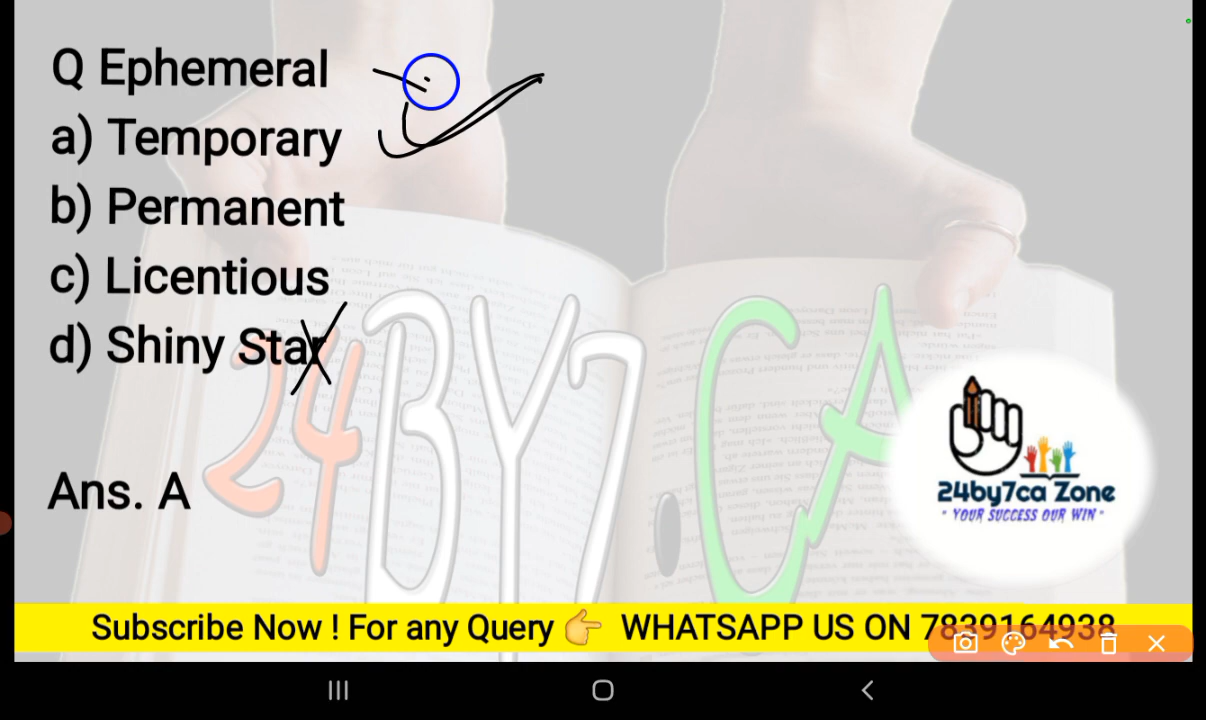 Q Ephemeral
a) Temporary
b) Permanent
c) Licentious
d) Shiny Star
Ans. A
24BY7.CA
24by7ca Zone
" YOUR SUCCESS OUR WIN "
Subscribe Now ! For any Query 👉 WHATSAPP US ON 7839164938